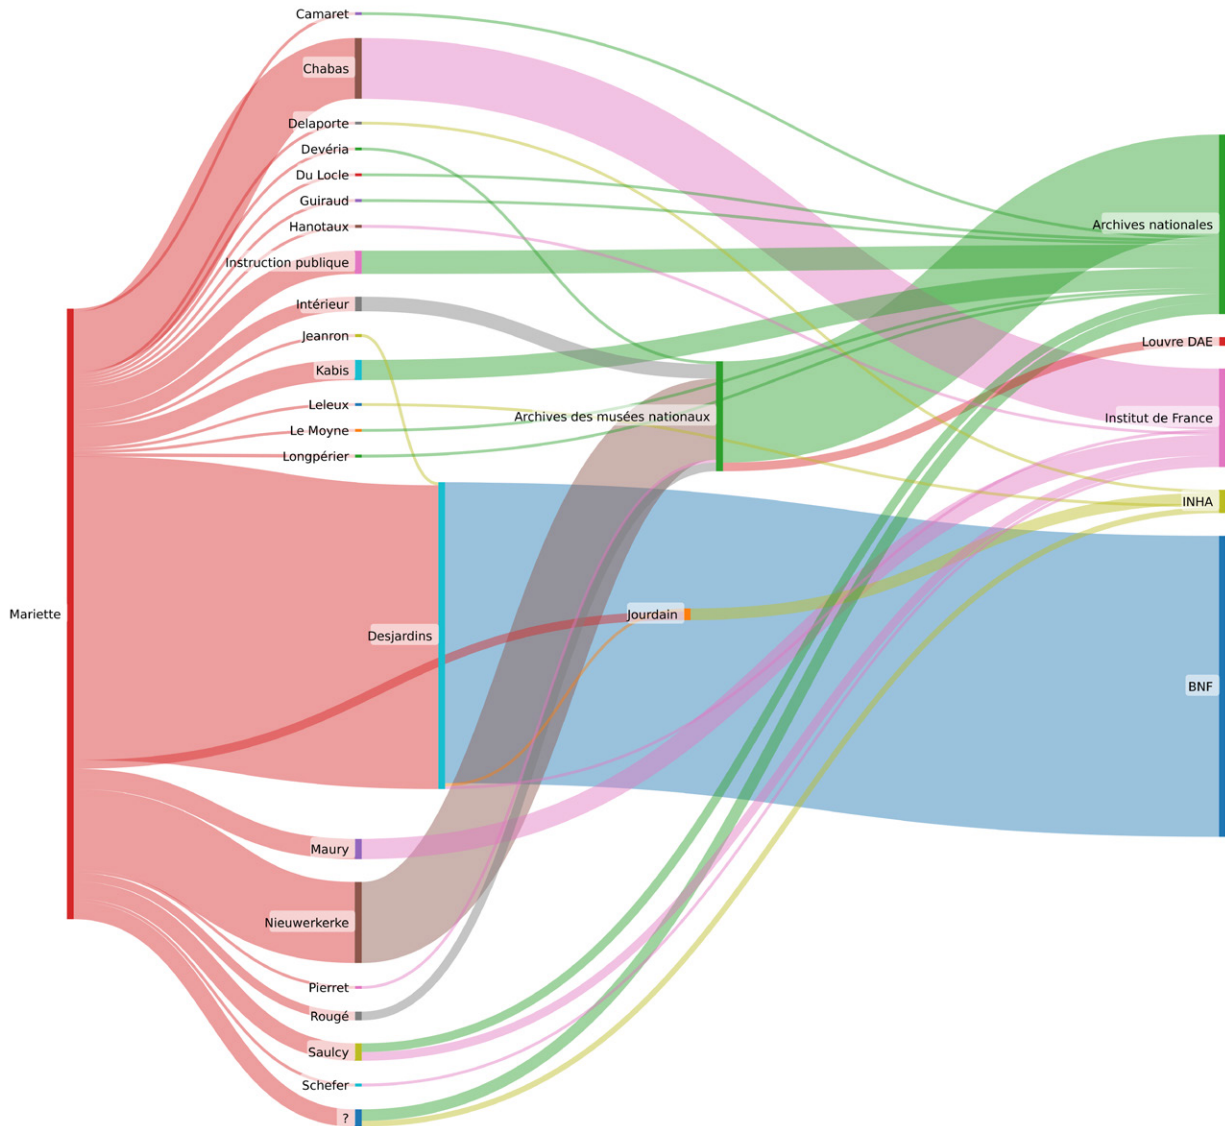 Camaret
Chabas
Delaporte
Devéria
Du Locle
Guiraud
Hanotaux
Instruction publique
Intérieur
Jeanron
Kabis
Leleux
Le Moyne
Longpérier
Mariette
Desjardins
Maury
Nieuwerkerke
Pierret
Rougé
Saulcy
Schefer
?
Archives des musées nationaux
Jourdain
Archives nationales
Louvre DAE
Institut de France
INHA
BNF